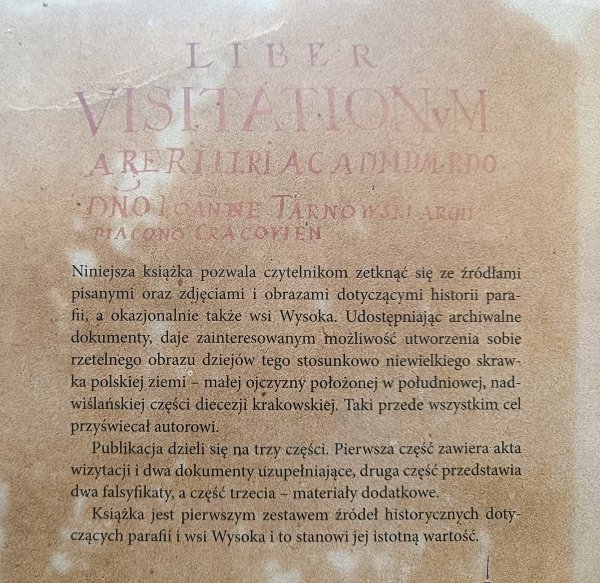 LIBER
VISITATIONVM
DNO IOANNE TARNOWSKI ARCHI
DIACONO CRACOVIEN
Niniejsza książka pozwala czytelnikom zetknąć się ze źródłami
pisanymi oraz zdjęciami i obrazami dotyczącymi historii para-
fii, a okazjonalnie także wsi Wysoka. Udostępniając archiwalne
dokumenty, daje zainteresowanym możliwość utworzenia sobie
rzetelnego obrazu dziejów tego stosunkowo niewielkiego skraw-
ka polskiej ziemi – małej ojczyzny położonej w południowej, nad-
wiślańskiej części diecezji krakowskiej. Taki przede wszystkim cel
przyświecał autorowi.
Publikacja dzieli się na trzy części. Pierwsza część zawiera akta
wizytacji i dwa dokumenty uzupełniające, druga część przedstawia
dwa falsyfikaty, a część trzecia – materiały dodatkowe.
Książka jest pierwszym zestawem źródeł historycznych doty-
czących parafii i wsi Wysoka i to stanowi jej istotną wartość.